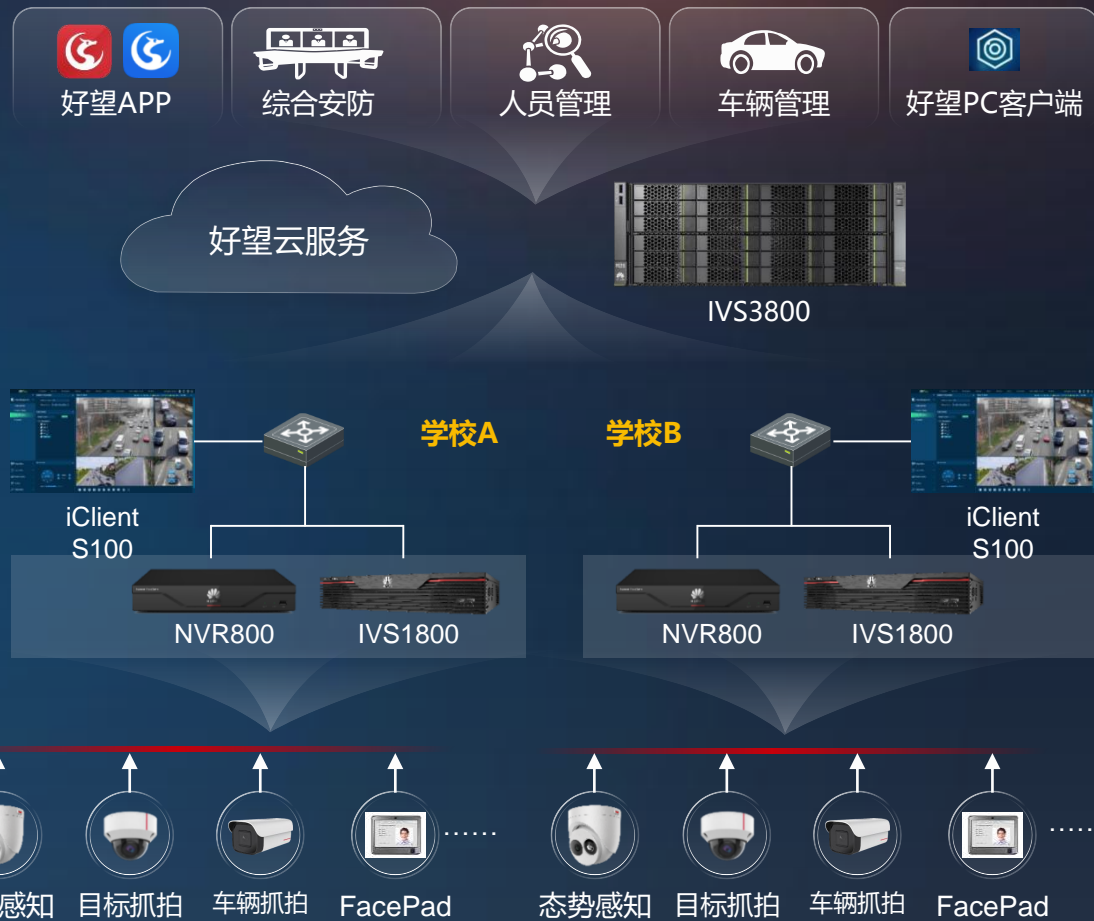 好望APP
综合安防
人员管理
车辆管理
好望PC客户端
好望云服务
IVS3800
学校A
学校B
iClient
S100
iClient
S100
NVR800
IVS1800
NVR800
IVS1800
感知
目标抓拍
车辆抓拍
FacePad
……
态势感知
目标抓拍
车辆抓拍
FacePad
…..